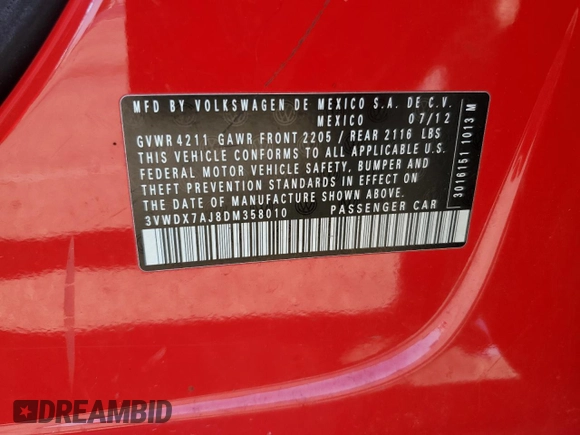 MFD BY VOLKSWAGEN DE MEXICO S.A. DE C.V.
MEXICO 07/12
GVWR 4211 GAWR FRONT 2205 / REAR 2116 LBS
THIS VEHICLE CONFORMS TO ALL APPLICABLE U.S.
FEDERAL MOTOR VEHICLE SAFETY, BUMPER AND
THEFT PREVENTION STANDARDS IN EFFECT ON
THE DATE OF MANUFACTURE SHOWN ABOVE.
3VWDX7AJ8DM358010 PASSENGER CAR
3016151 1013 M
DREAMBID